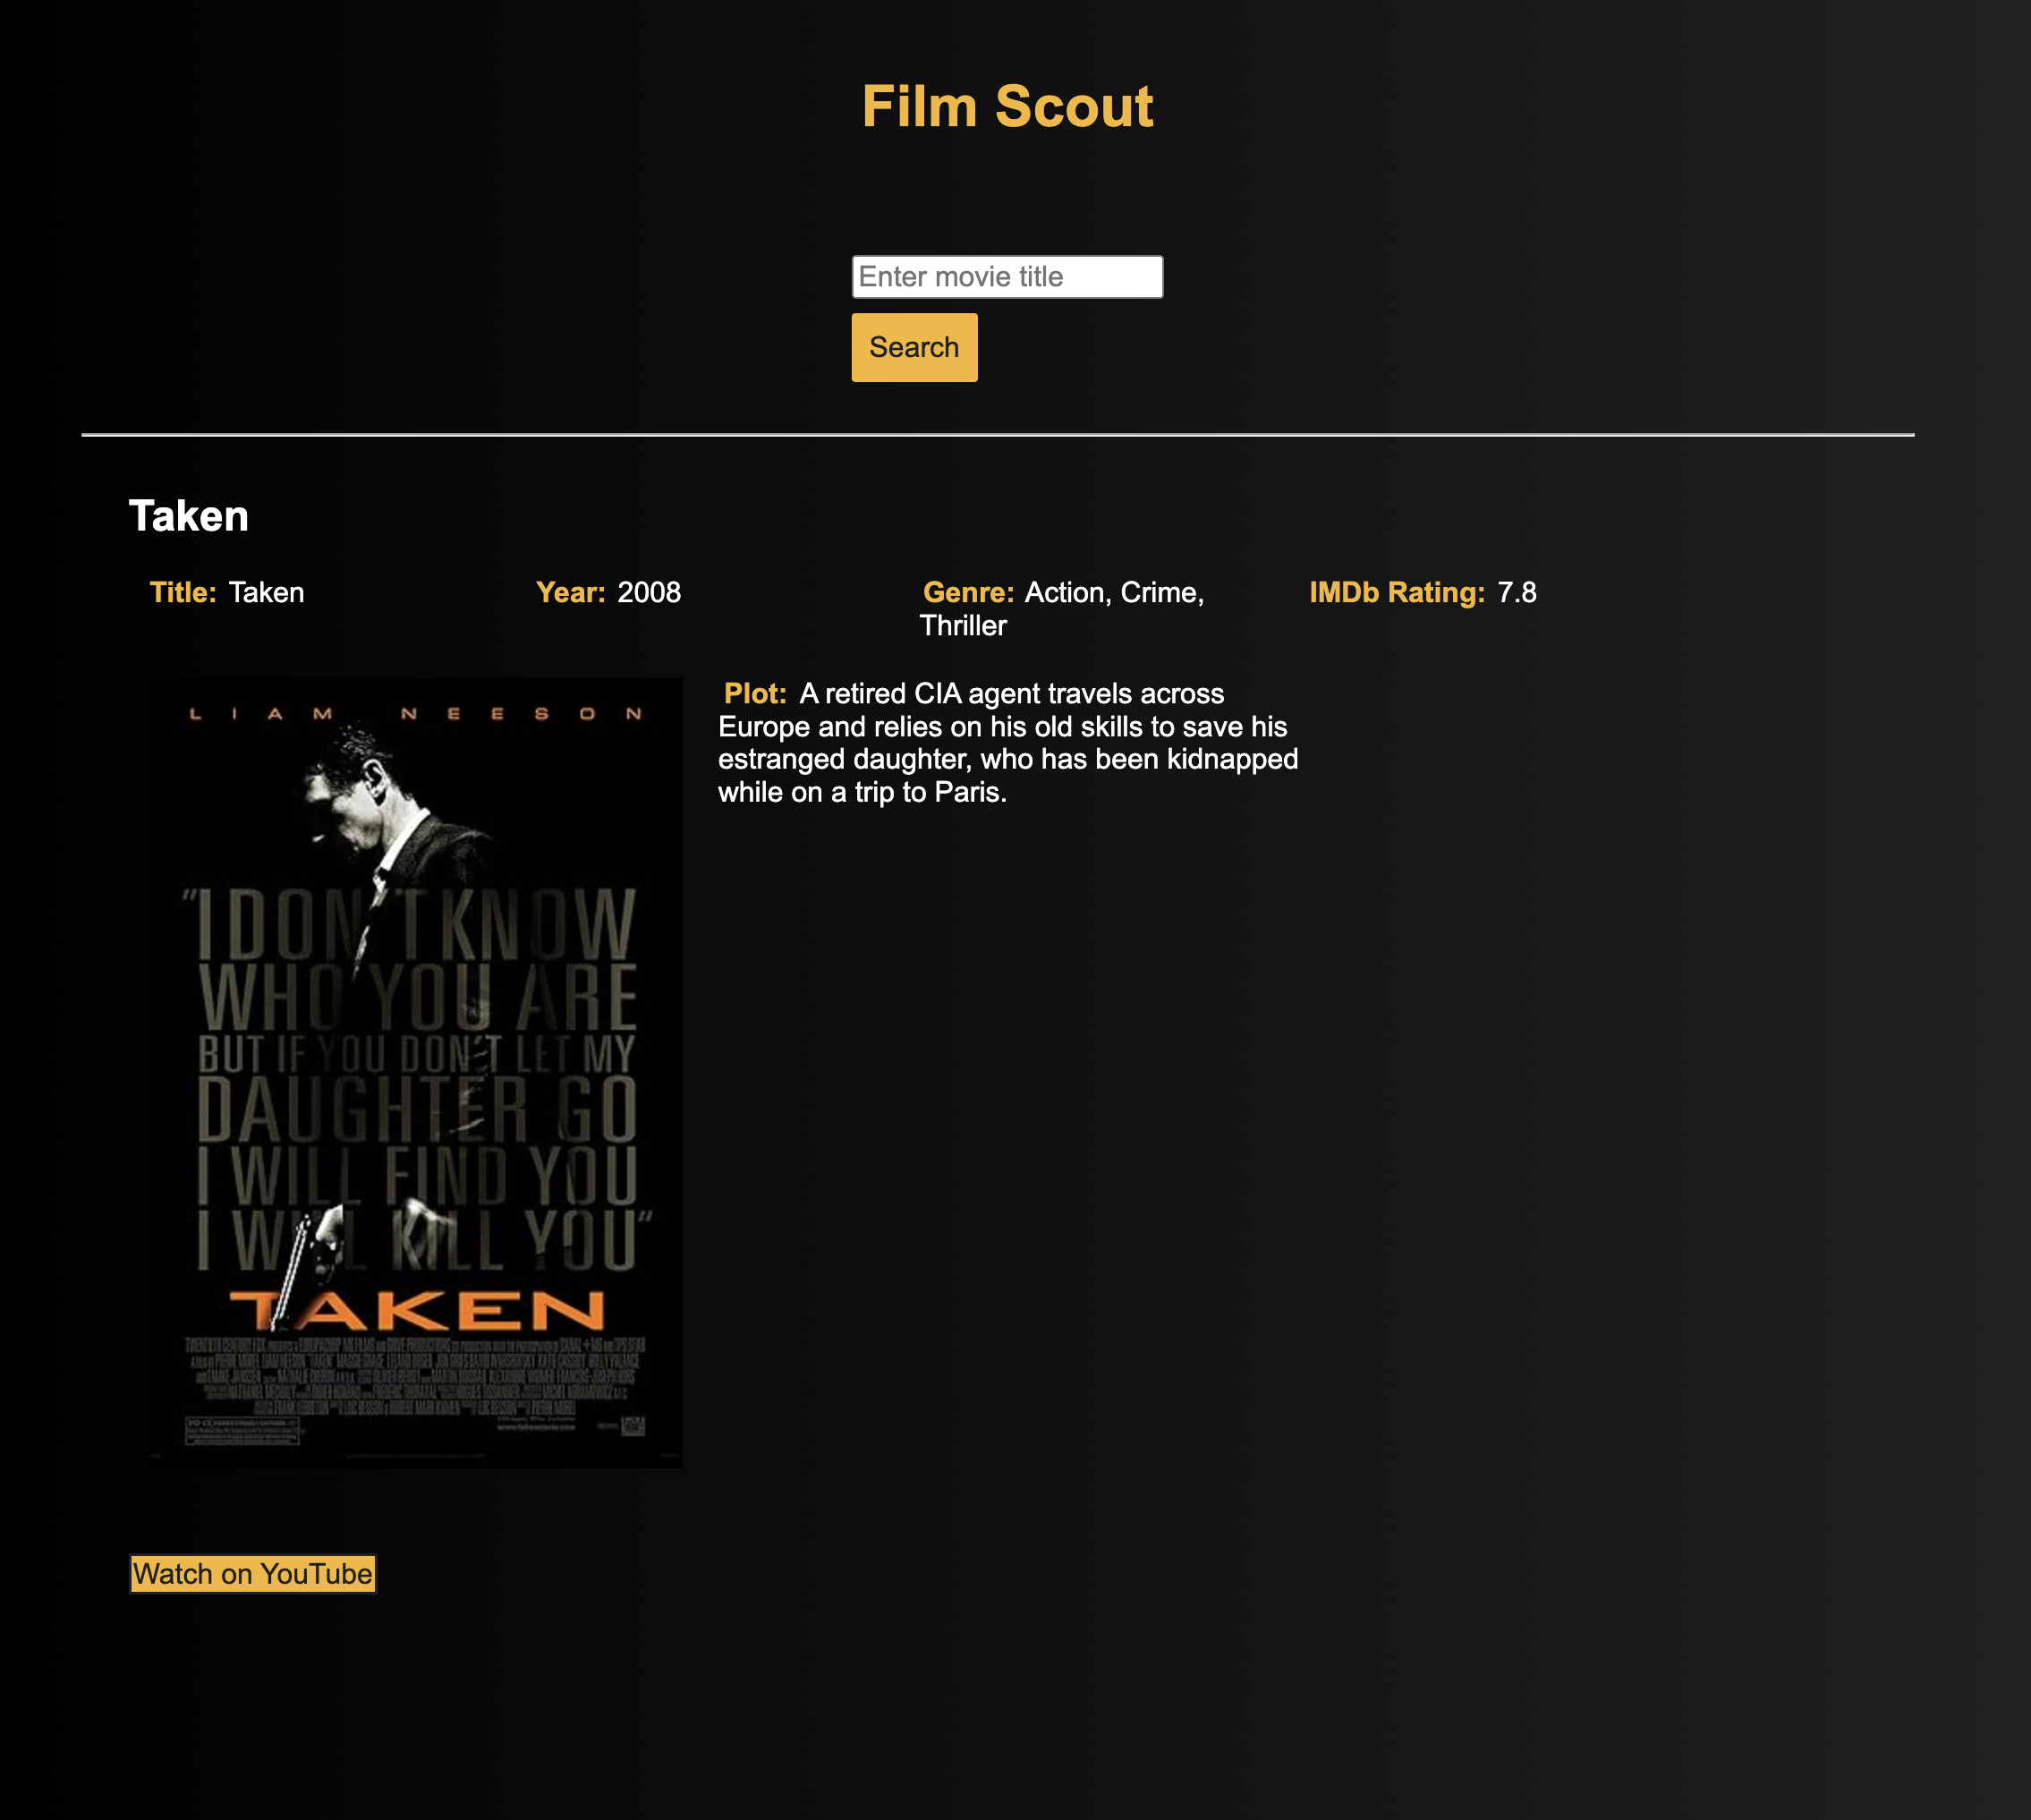 Film Scout
Enter movie title
Search
Taken
Title: Taken
Year: 2008
Genre: Action, Crime,
Thriller
IMDb Rating: 7.8
LIAM NEESON
“I DON'T KNOW
WHO YOU ARE
BUT IF YOU DON'T LET MY
DAUGHTER GO
I WILL FIND YOU
I WILL KILL YOU“
TAKEN
Plot: A retired CIA agent travels across
Europe and relies on his old skills to save his
estranged daughter, who has been kidnapped
while on a trip to Paris.
Watch on YouTube